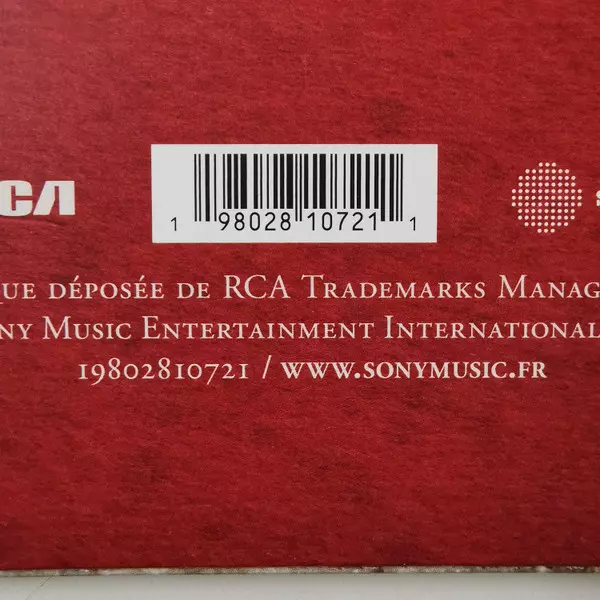 RCA
1 98028 10721 1
QUE DÉPOSÉE DE RCA TRADEMARKS MANAG
NY MUSIC ENTERTAINMENT INTERNATIONAL
19802810721 / WWW.SONYMUSIC.FR